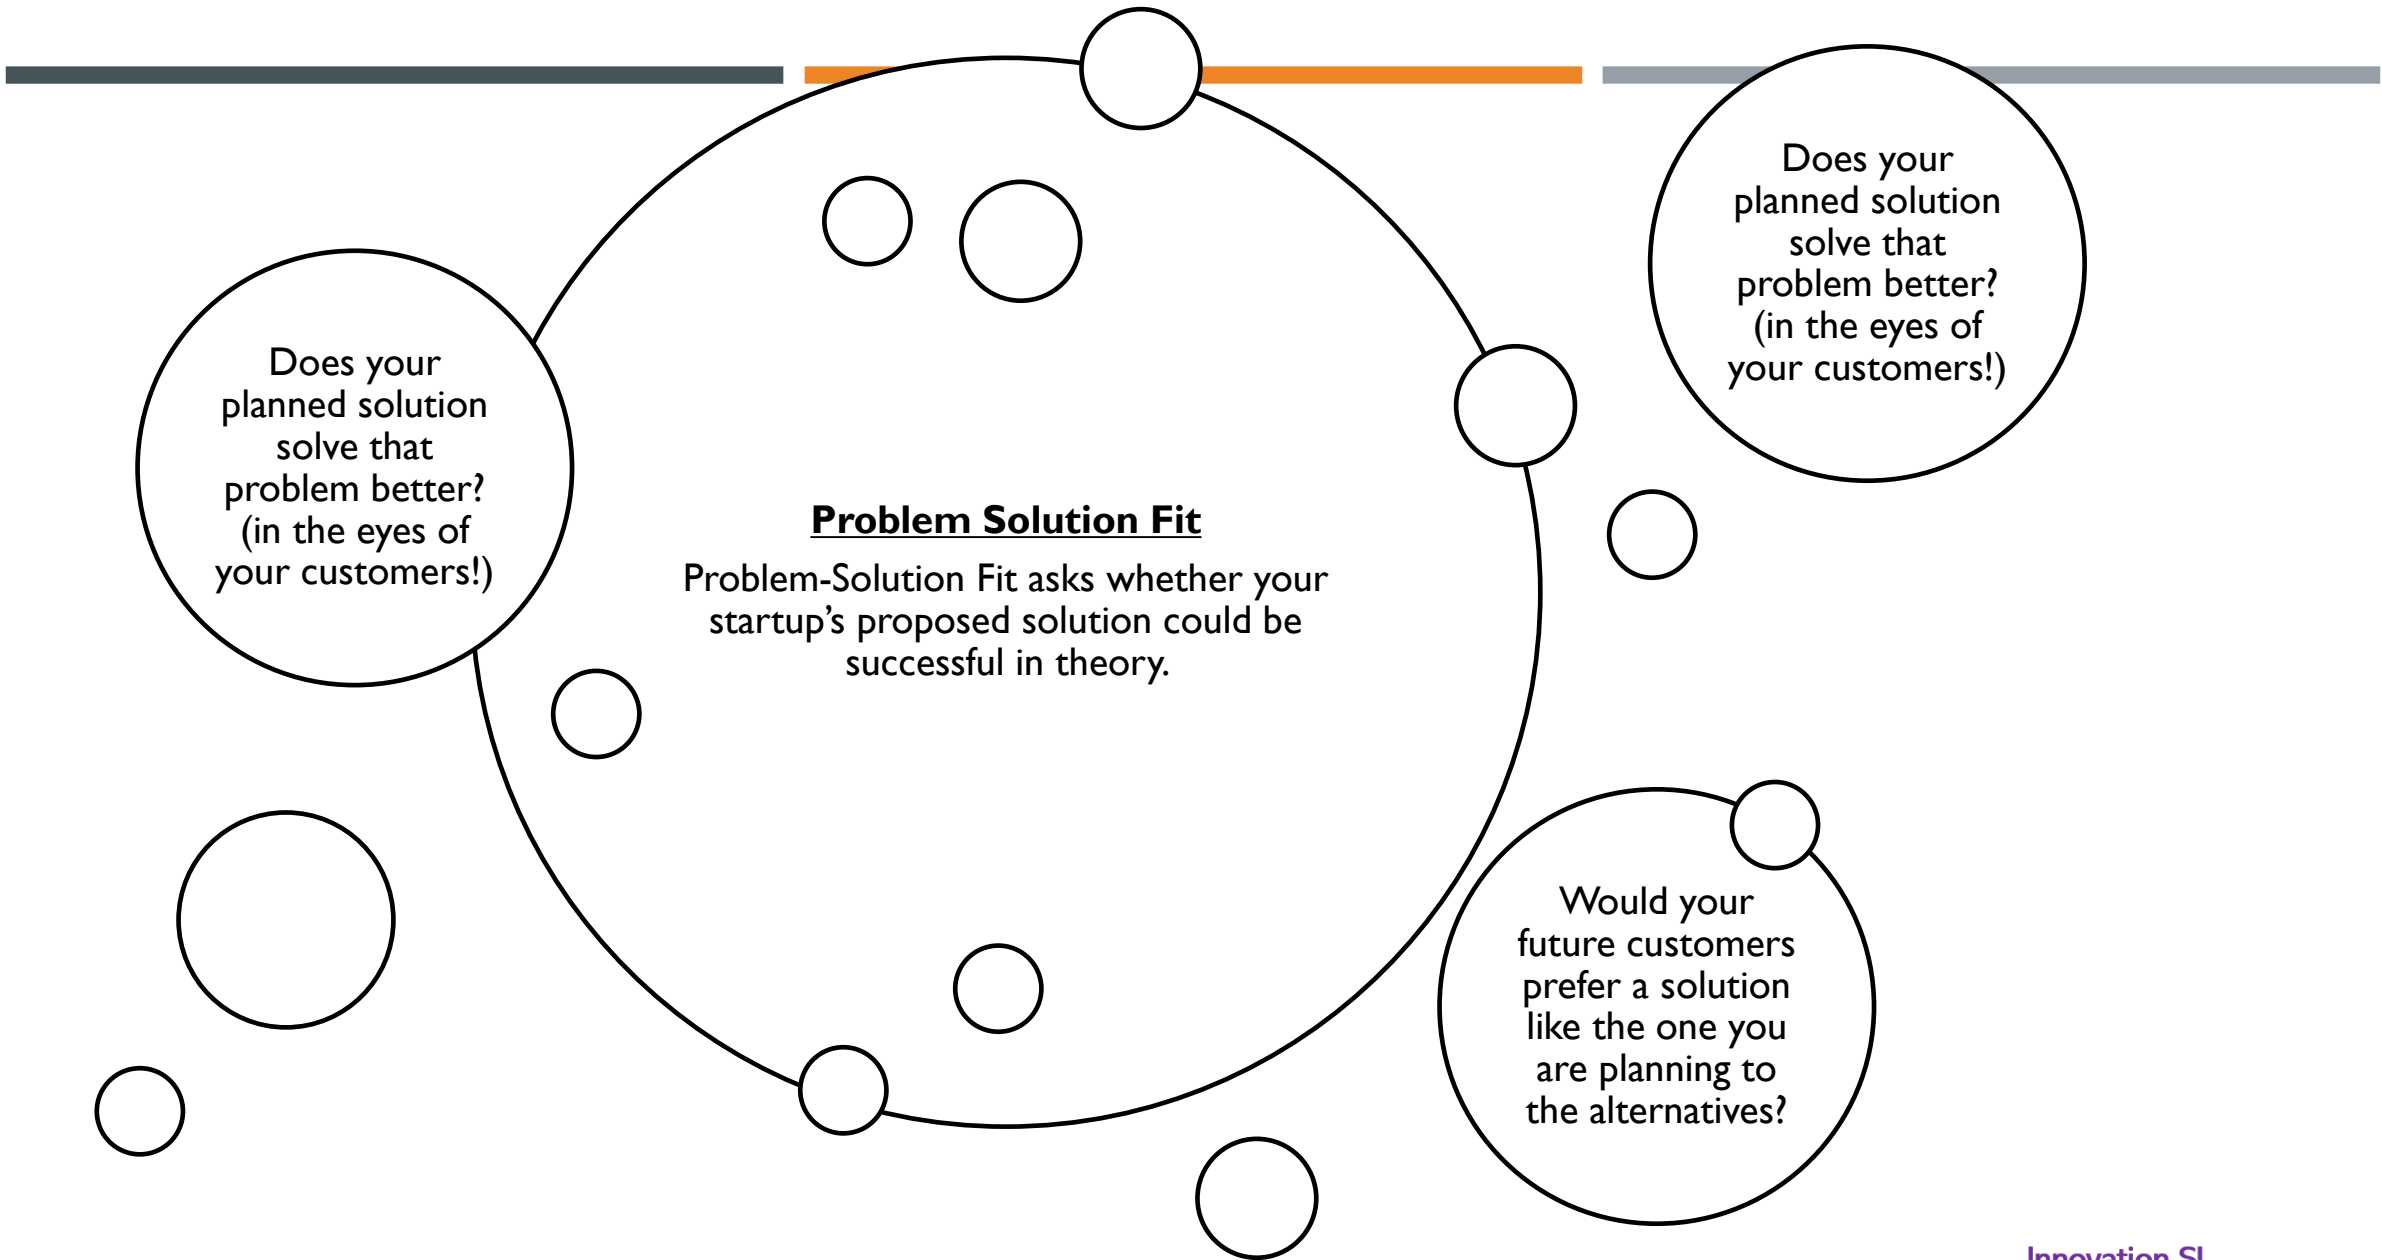 Does your
planned solution
solve that
problem better?
(in the eyes of
your customers!)
Does your
planned solution
solve that
problem better?
(in the eyes of
your customers!)
Problem Solution Fit
Problem-Solution Fit asks whether your
startup’s proposed solution could be
successful in theory.
Would your
future customers
prefer a solution
like the one you
are planning to
the alternatives?
Innovation SL